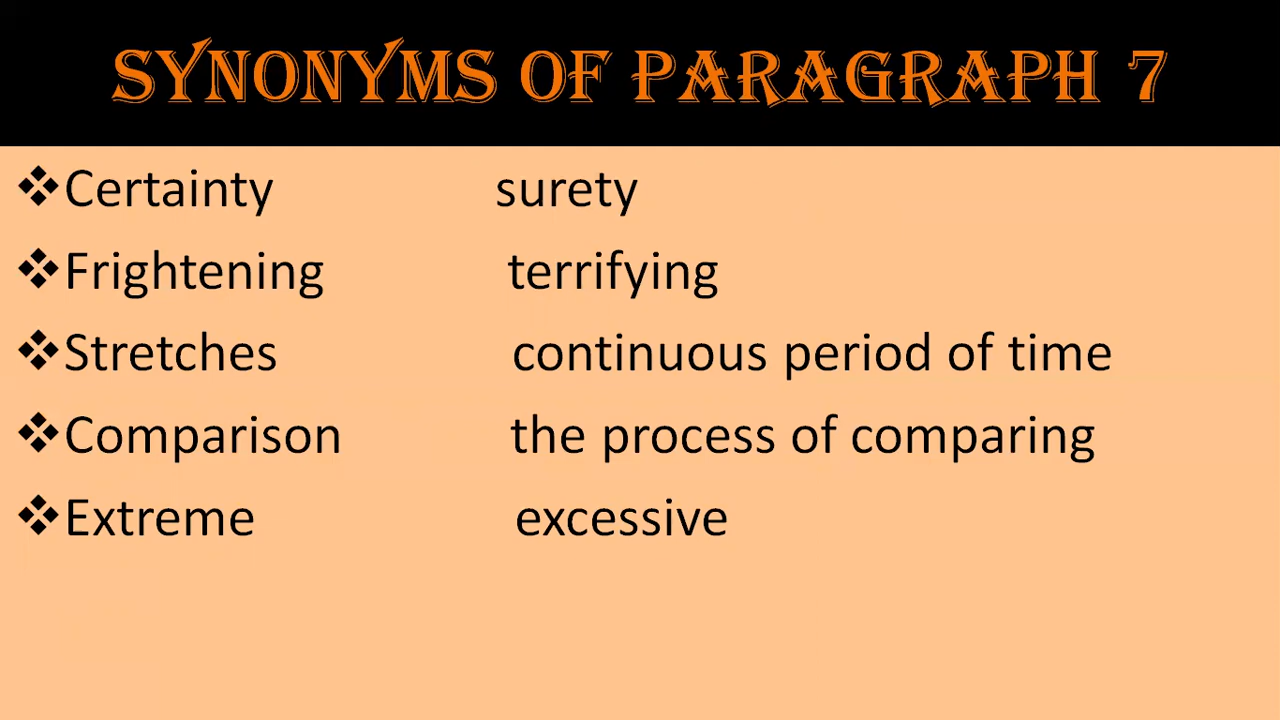 SYNONYMS OF PARAGRAPH 7
❖Certainty surety
❖Frightening terrifying
❖Stretches continuous period of time
❖Comparison the process of comparing
❖Extreme excessive